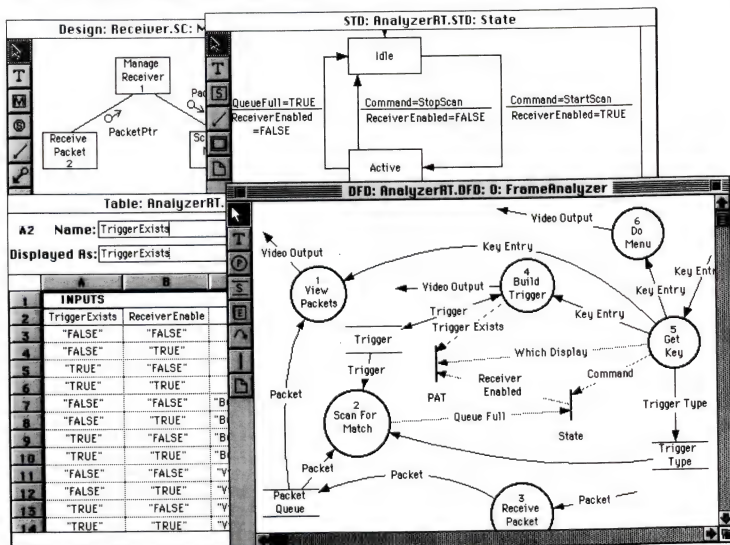 Design: Receiver.SC: M
Manage
Receiver
1
PacketPtr
Receive
Packet
2
STD: AnalyzerRT.STD: State
Idle
QueueFull=TRUE
ReceiverEnabled
=FALSE
Command=StopScan
ReceiverEnabled=FALSE
Command=StartScan
ReceiverEnabled=TRUE
Active
Table: AnalyzerRT.
A2 Name: TriggerExists
Displayed As: TriggerExists
A B
1 INPUTS
2 TriggerExists ReceiverEnable
3 "FALSE" "FALSE"
4 "FALSE" "TRUE"
5 "TRUE" "FALSE"
6 "TRUE" "TRUE"
7 "FALSE" "FALSE"
8 "FALSE" "TRUE"
9 "TRUE" "FALSE"
10 "TRUE" "TRUE"
11 "FALSE" "FALSE"
12 "FALSE" "TRUE"
13 "TRUE" "FALSE"
14 "TRUE" "TRUE"
DFD: AnalyzerRT.DFD: 0: FrameAnalyzer
Video Output
6
Do
Menu
Video Output
Key Entry
1
View
Packets
Video Output
4
Build
Trigger
Key Entry
Trigger
Trigger Exists
Key Entry
5
Get
Key
Trigger
Trigger
Which Display
PAT
Receiver
Enabled
Command
Packet
2
Scan For
Match
Queue Full
State
Trigger Type
Packet
Trigger
Type
Packet
Queue
Packet
3
Receive
Packet
Packet